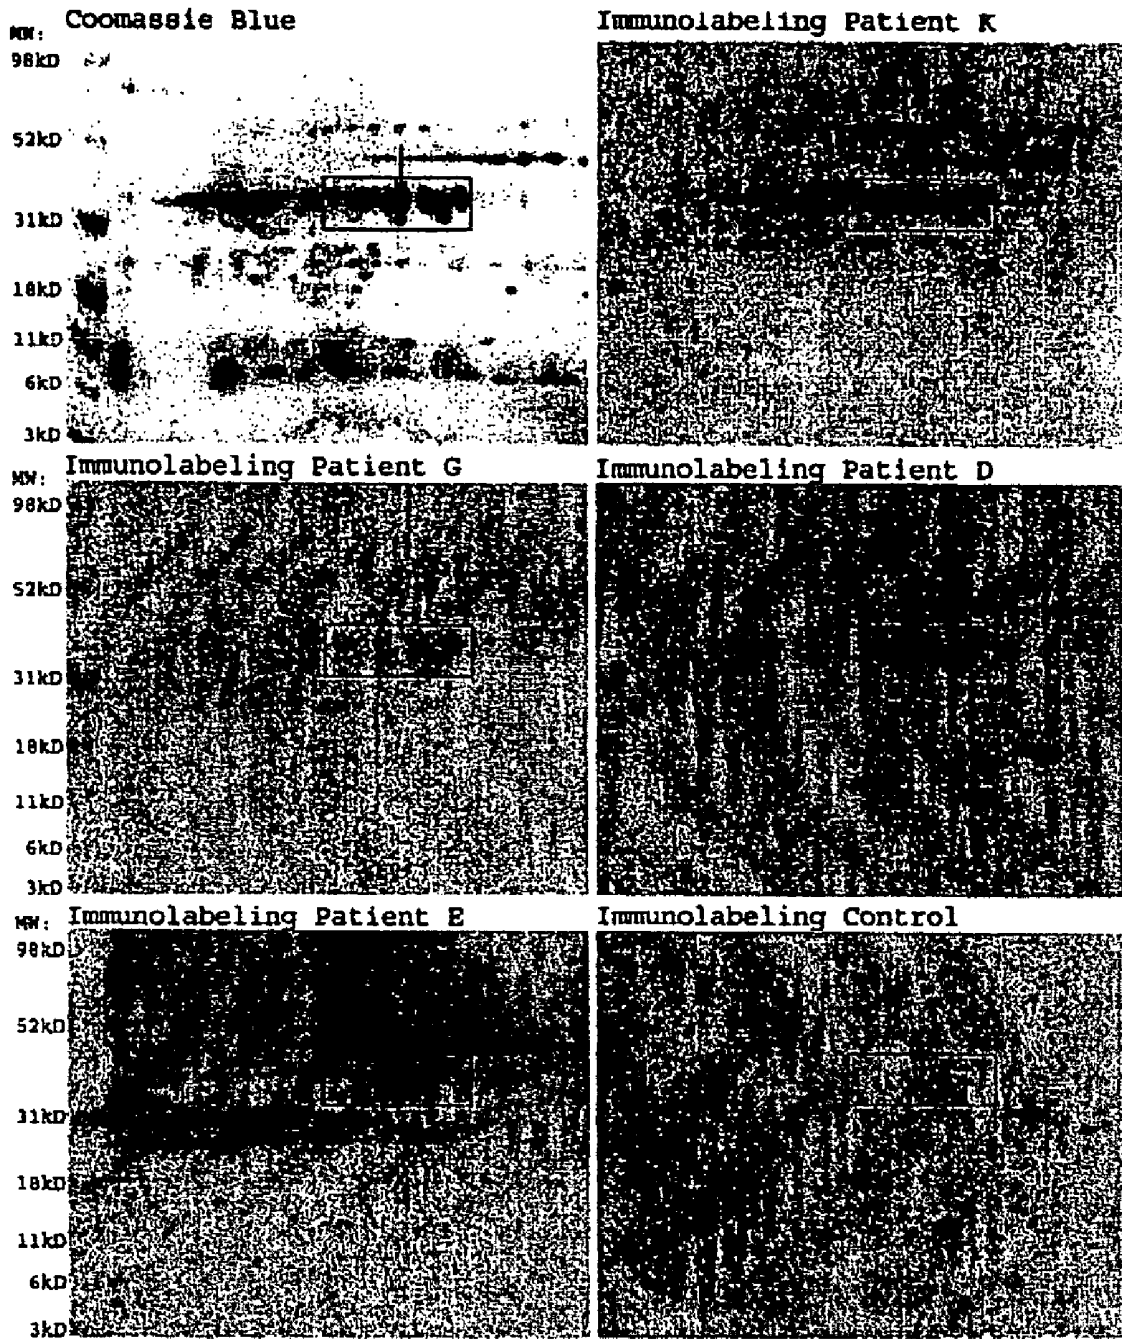 Coomassie Blue
MW:
98kD
52kD
31kD
18kD
11kD
6kD
3kD
Immunolabeling Patient K
Immunolabeling Patient G
MW:
98kD
52kD
31kD
18kD
11kD
6kD
3kD
Immunolabeling Patient D
Immunolabeling Patient E
MW:
98kD
52kD
31kD
18kD
11kD
6kD
3kD
Immunolabeling Control